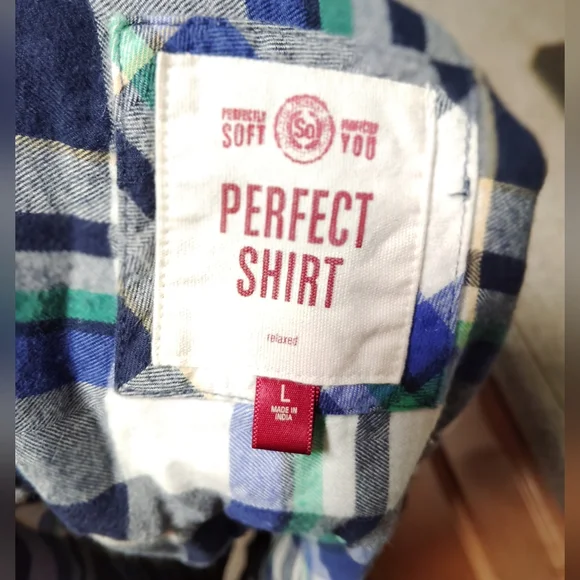 PERFECTLY SOFT
So
PERFECTLY YOU
PERFECT
SHIRT
relaxed
L
MADE IN
INDIA